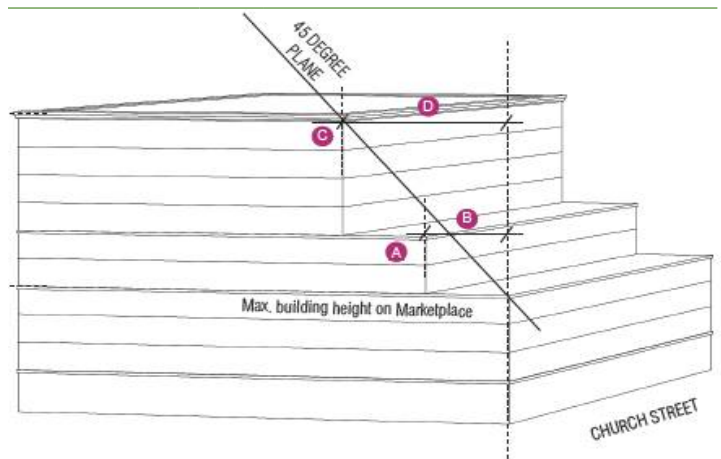 45 DEGREE
PLANE
D
C
B
A
Max. building height on Marketplace
CHURCH STREET